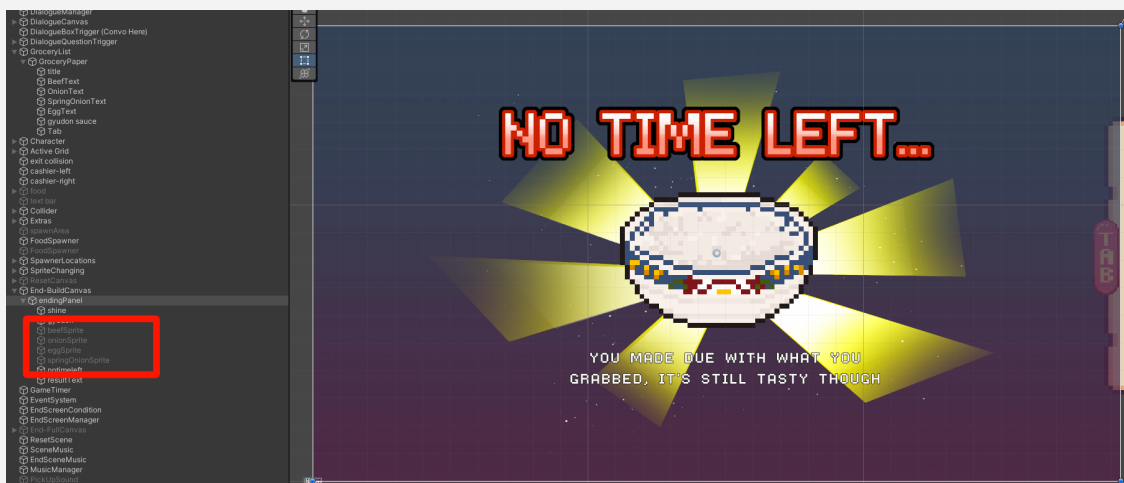 DialogueManager
DialogueCanvas
DialogueBoxTrigger (Convo Here)
DialogueQuestionTrigger
GroceryList
GroceryPaper
title
BeefText
OnionText
SpringOnionText
EggText
gyudon sauce
Tab
Character
Active Grid
exit collision
cashier-left
cashier-right
food
text bar
Collider
Extras
spawnArea
FoodSpawner
FoodSpawner
SpawnerLocations
SpriteChanging
ResetCanvas
End-BuildCanvas
endingPanel
shine
beefSprite
onionSprite
eggSprite
springOnionSprite
notimeleft
resultText
GameTimer
EventSystem
EndScreenCondition
EndScreenManager
End-FullCanvas
ResetScene
SceneMusic
EndSceneMusic
MusicManager
PickUpSound
NO TIME LEFT...
YOU MADE DUE WITH WHAT YOU
GRABBED, IT'S STILL TASTY THOUGH
TAB